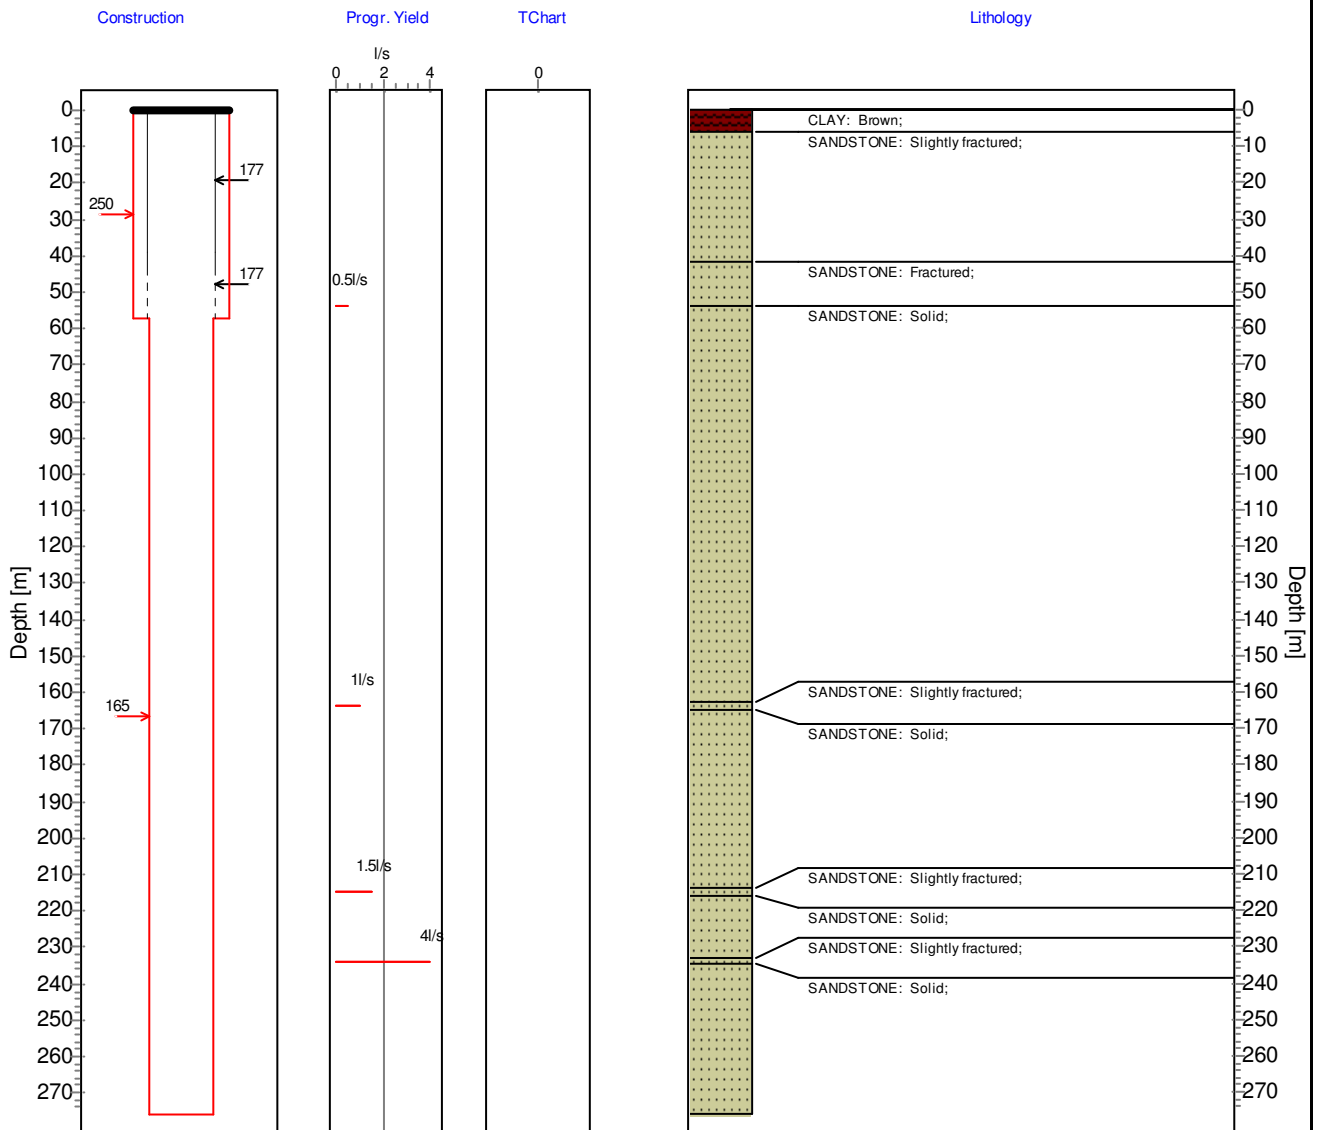 Construction
Progr. Yield
TChart
Lithology
l/s
0 2 4
0
0
10
20
30
40
50
60
70
80
90
100
110
120
130
140
150
160
170
180
190
200
210
220
230
240
250
260
270
Depth [m]
177
250
177
165
0.5l/s
1l/s
1.5l/s
4l/s
CLAY: Brown;
SANDSTONE: Slightly fractured;
SANDSTONE: Fractured;
SANDSTONE: Solid;
SANDSTONE: Slightly fractured;
SANDSTONE: Solid;
SANDSTONE: Slightly fractured;
SANDSTONE: Solid;
SANDSTONE: Slightly fractured;
SANDSTONE: Solid;
0
10
20
30
40
50
60
70
80
90
100
110
120
130
140
150
160
170
180
190
200
210
220
230
240
250
260
270
Depth [m]